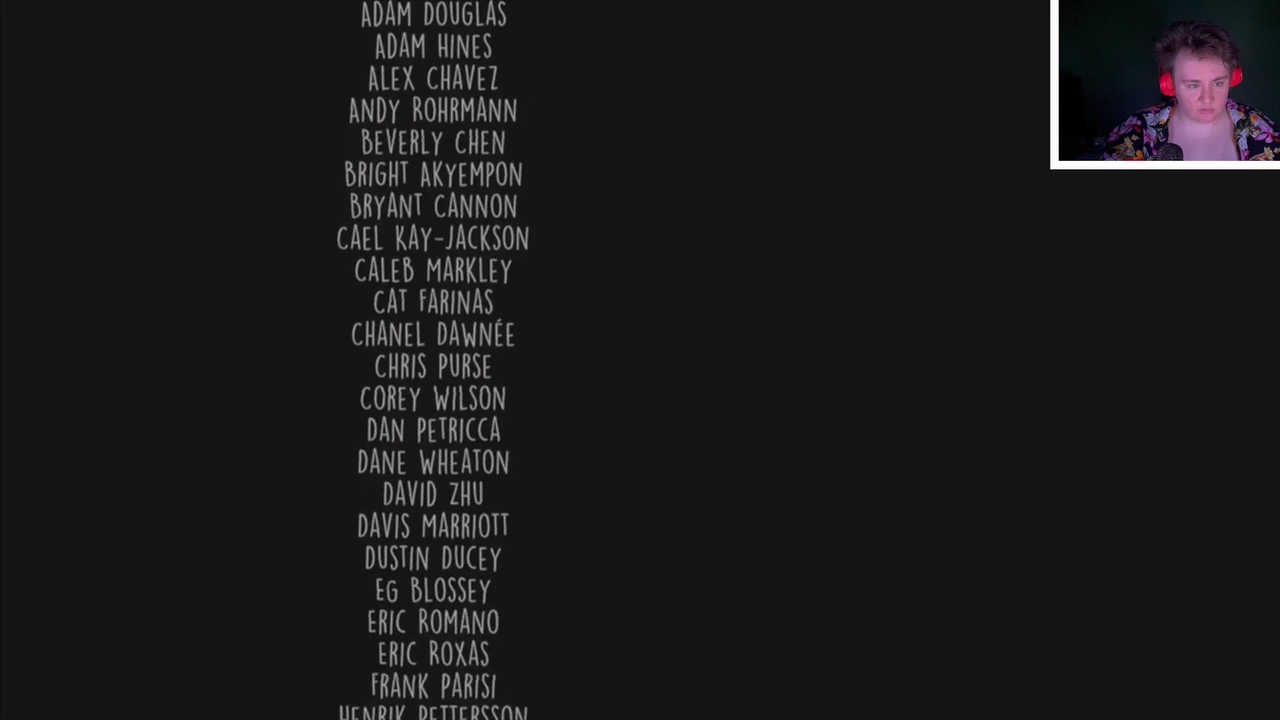 ADAM DOUGLAS
ADAM HINES
ALEX CHAVEZ
ANDY ROHRMANN
BEVERLY CHEN
BRIGHT AKYEMPON
BRYANT CANNON
CAEL KAY-JACKSON
CALEB MARKLEY
CAT FARINAS
CHANEL DAWNÉE
CHRIS PURSE
COREY WILSON
DAN PETRICCA
DANE WHEATON
DAVID ZHU
DAVIS MARRIOTT
DUSTIN DUCEY
EG BLOSSEY
ERIC ROMANO
ERIC ROXAS
FRANK PARISI
HENRIK PETTERSSON